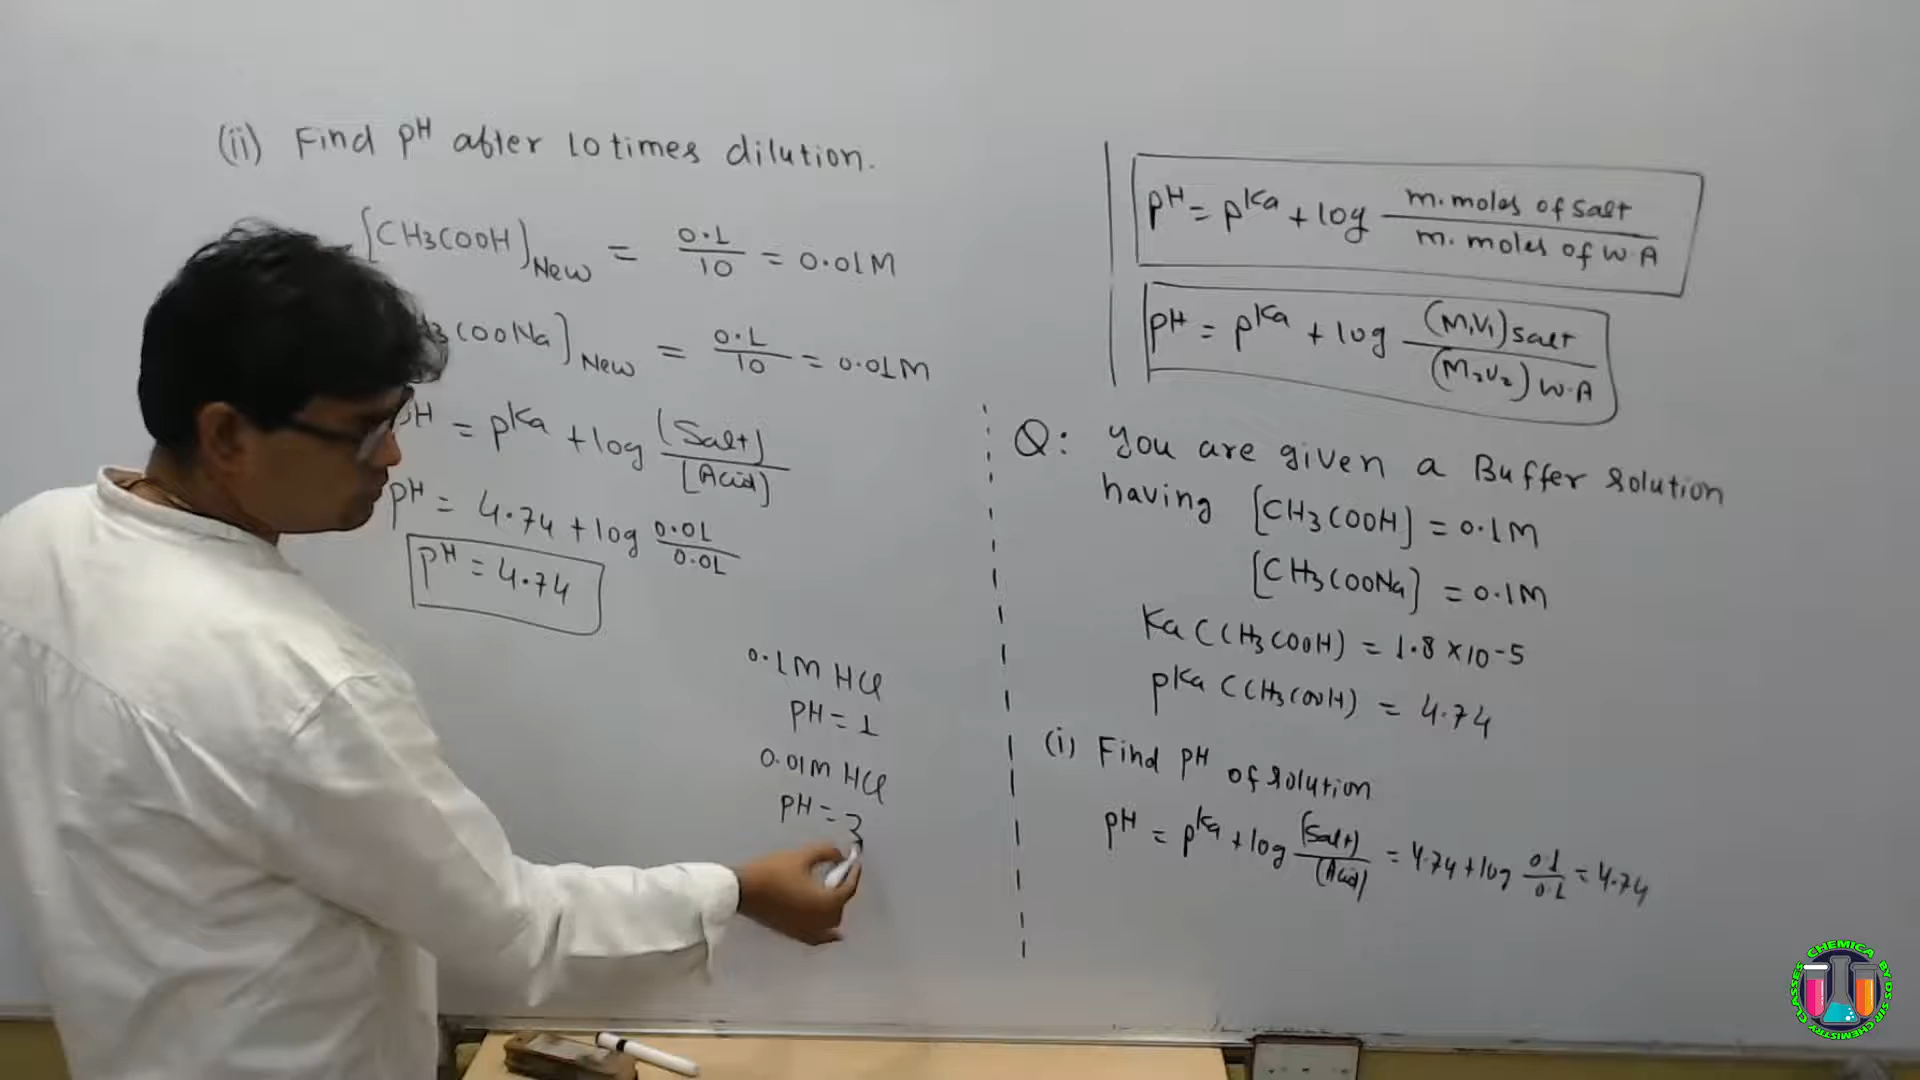 (ii) Find pH after 10 times dilution.
[CH3COOH]New = 0.1/10 = 0.01M
COONa]New = 0.1/10 = 0.01M
pH = pKa + log [Salt]/[Acid]
pH = 4.74 + log 0.01/0.01
pH = 4.74
0.1M HCl
pH = 1
0.01M HCl
pH =
pH = pKa + log m.moles of salt/m.moles of W.A
pH = pKa + log (M1V1)salt/(M2V2)W.A
Q: You are given a Buffer solution
having [CH3COOH] = 0.1M
[CH3COONa] = 0.1M
Ka (CH3COOH) = 1.8×10-5
pKa (CH3COOH) = 4.74
(i) Find pH of solution
pH = pKa + log [Salt]/[Acid] = 4.74 + log 0.1/0.1 = 4.74
CHEMICA
CLASSES
BY DS SIR CHEMISTRY